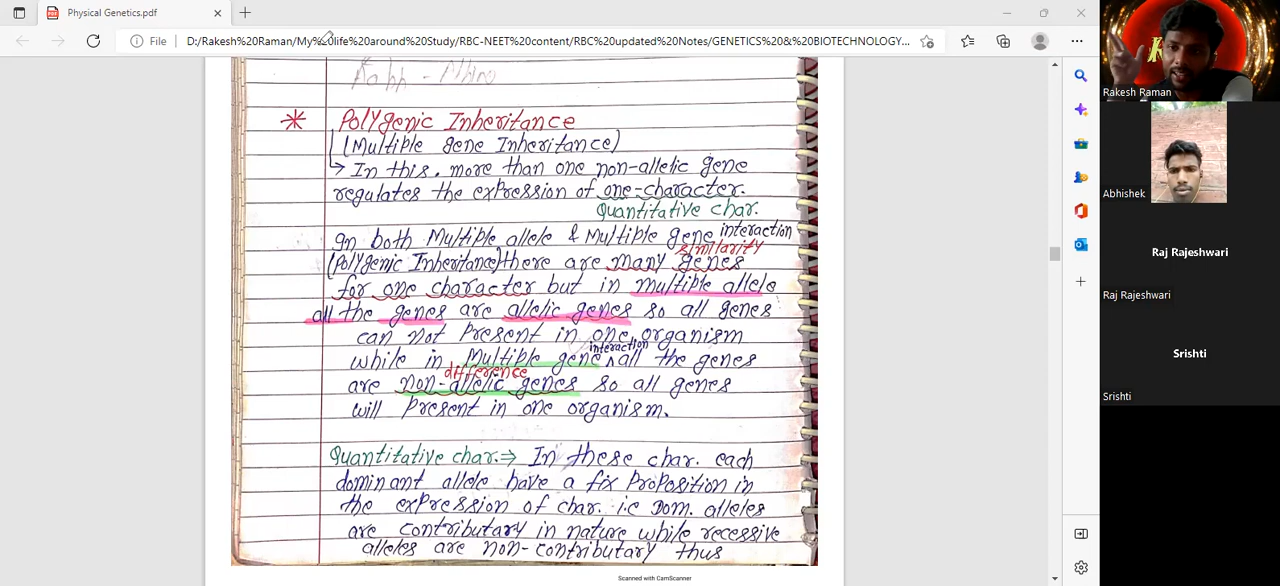 Physical Genetics.pdf
File
D:/Rakesh%20Raman/My%20life%20around%20Study/RBC-NEET%20content/RBC%20updated%20Notes/GENETICS%20&%20BIOTECHNOLOGY...
* Polygenic Inheritance
(Multiple gene Inheritance)
→ In this, more than one non-allelic gene
regulates the expression of one-character.
Quantitative char.
In both Multiple allele & Multiple gene interaction
similarity
(Polygenic Inheritance) there are many genes
for one character but in multiple allele
all the genes are allelic genes so all genes
can not Present in one organism
interaction
while in Multiple gene ^ all the genes
difference
are non-allelic genes so all genes
will Present in one organism.
Quantitative char. ⇒ In these char. each
dominant allele have a fix Proposition in
the expression of char. i.e Dom. alleles
are contributary in nature while recessive
alleles are non-contributary thus
Scanned with CamScanner
Rakesh Raman
Abhishek
Raj Rajeshwari
Raj Rajeshwari
Srishti
Srishti